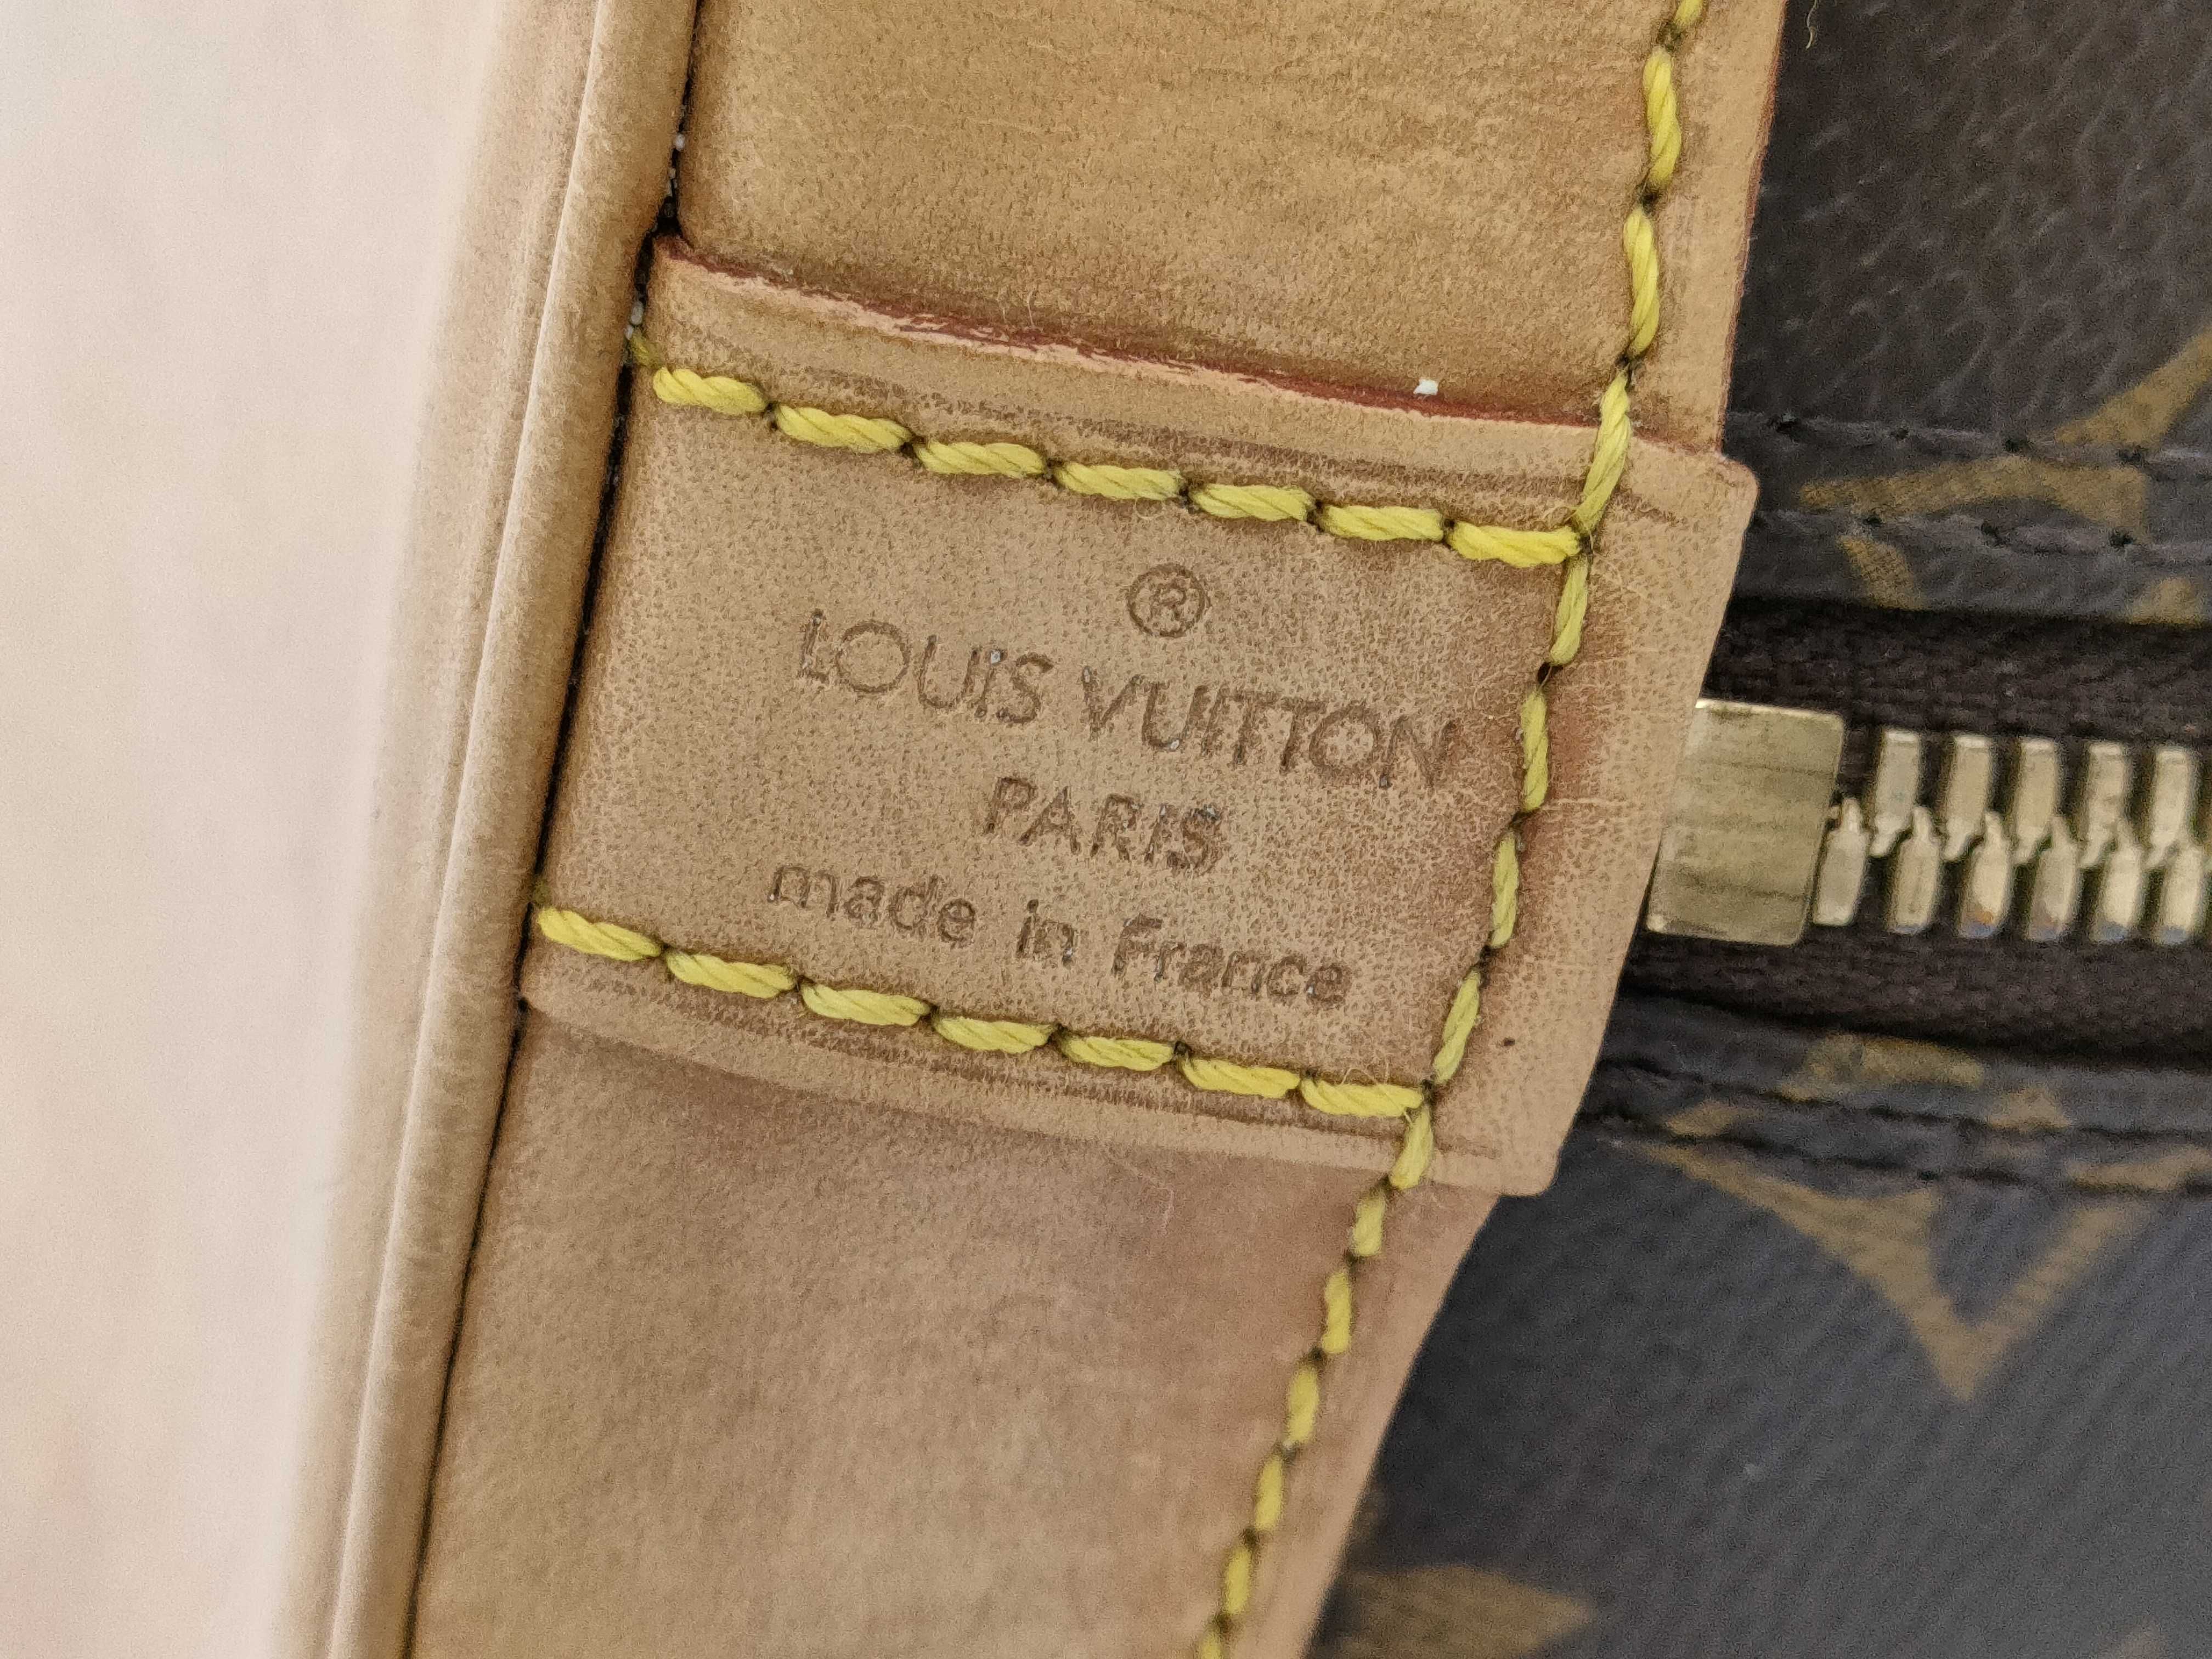 ®
LOUIS VUITTON
PARIS
made in France